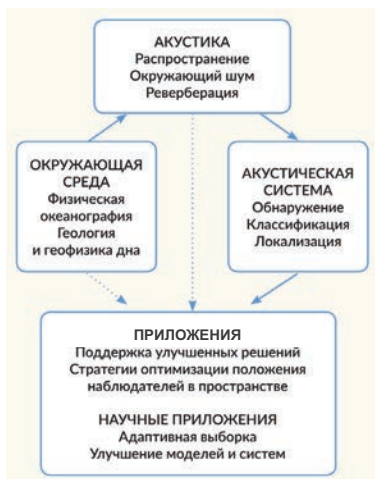 АКУСТИКА
Распространение
Окружающий шум
Реверберация
ОКРУЖАЮЩАЯ
СРЕДА
Физическая
океанография
Геология
и геофизика дна
АКУСТИЧЕСКАЯ
СИСТЕМА
Обнаружение
Классификация
Локализация
ПРИЛОЖЕНИЯ
Поддержка улучшенных решений
Стратегии оптимизации положения
наблюдателей в пространстве
НАУЧНЫЕ ПРИЛОЖЕНИЯ
Адаптивная выборка
Улучшение моделей и систем